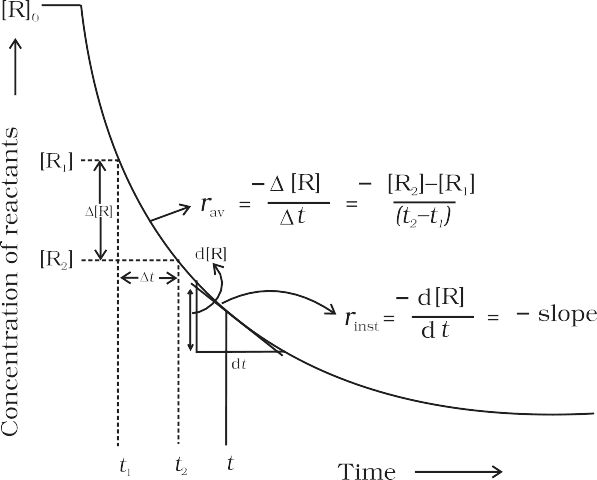 [R]₀
Concentration of reactants
[R₁]
Δ[R]
[R₂]
Δt
r_av = −Δ[R]/Δt = − [R₂]–[R₁]/(t₂–t₁)
d[R]
r_inst = −d[R]/dt = − slope
dt
t₁ t₂ t
Time